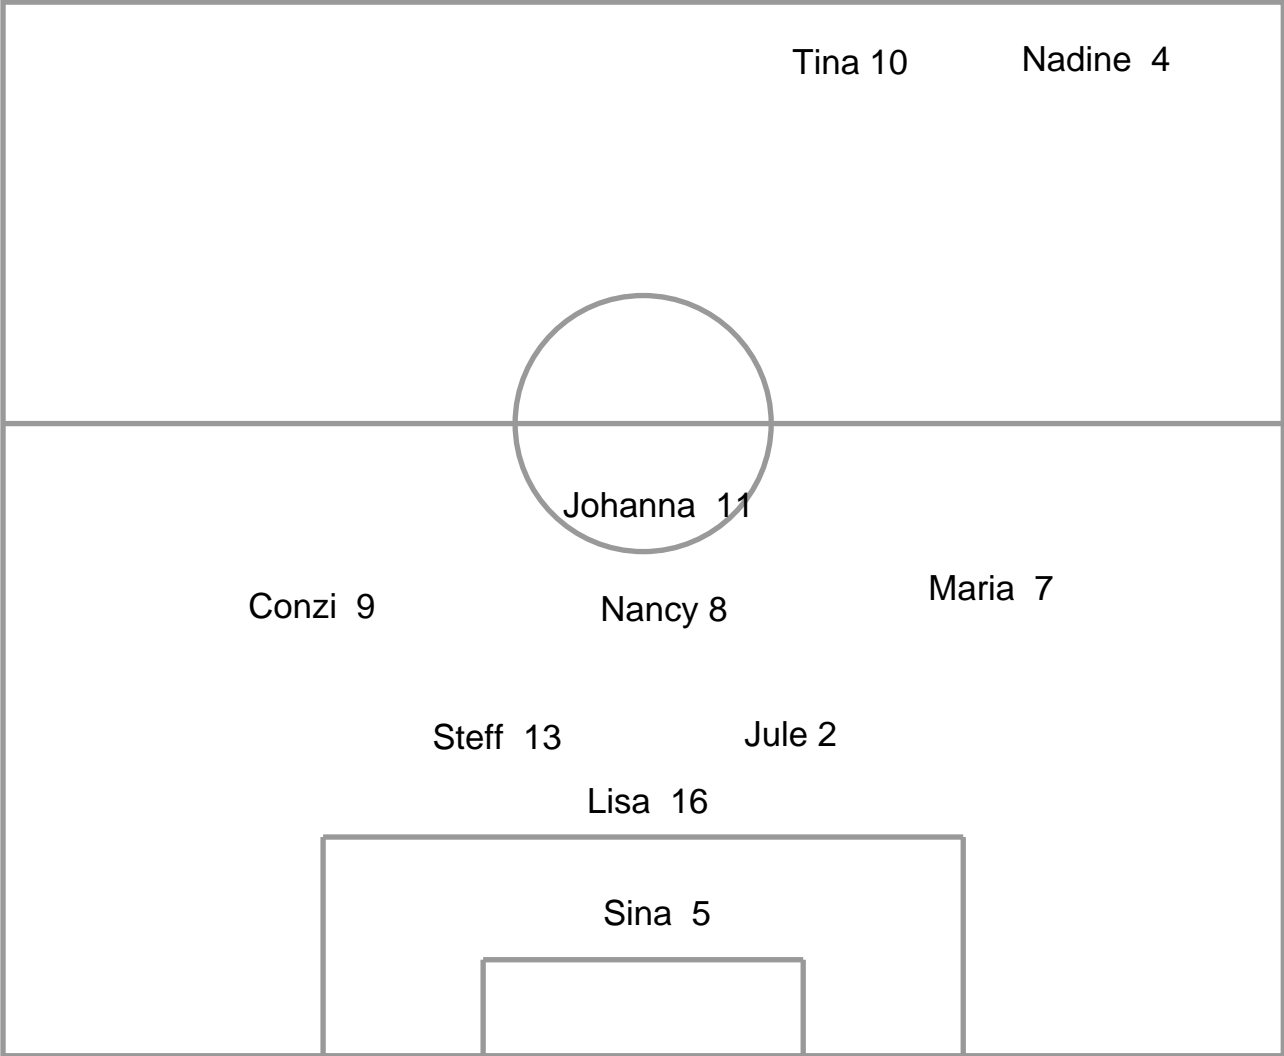 Tina 10 Nadine 4
Johanna 11
Conzi 9 Nancy 8 Maria 7
Steff 13 Jule 2
Lisa 16
Sina 5